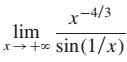 lim x→+∞ x^{-4/3} / sin(1/x)